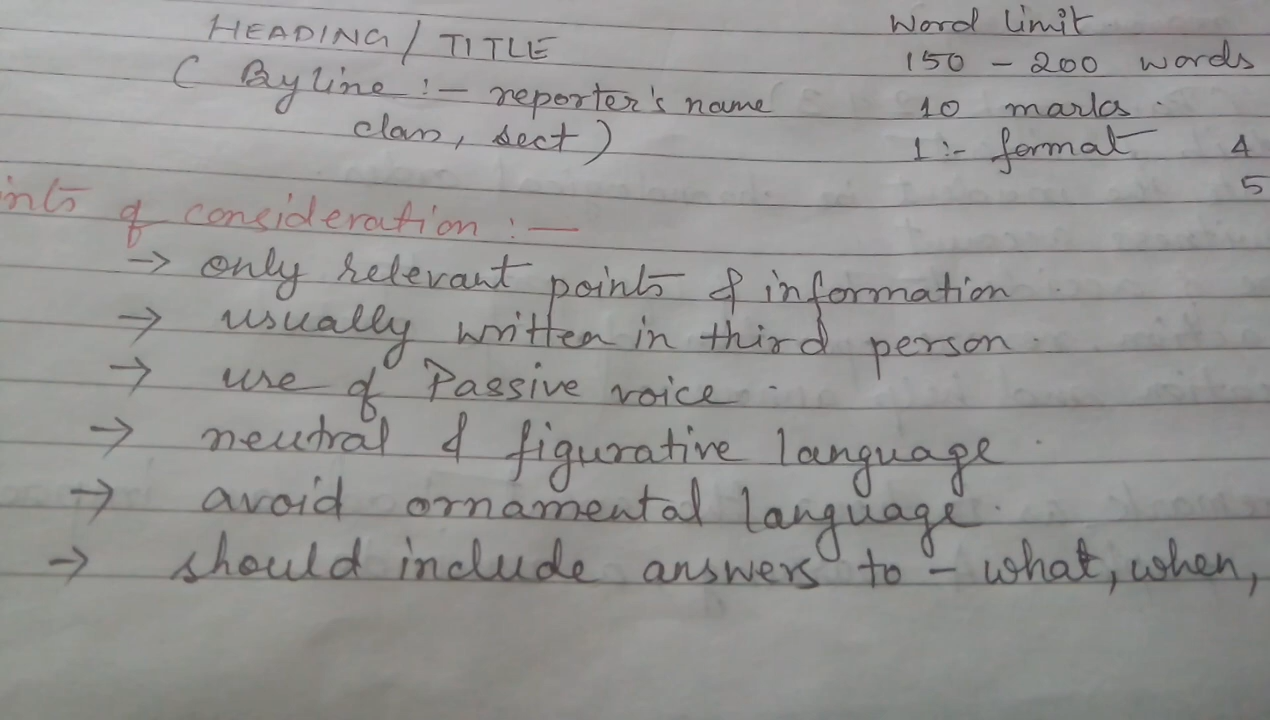 HEADING / TITLE
( Byline :- reporter's name
class, sect )
Word limit
150 - 200 words
10 marks.
1 :- format 4
5
ints of consideration :-
→ only relevant points & information
→ usually written in third person.
→ use of Passive voice.
→ neutral & figurative language.
→ avoid ornamental language.
→ should include answers to - what, when,